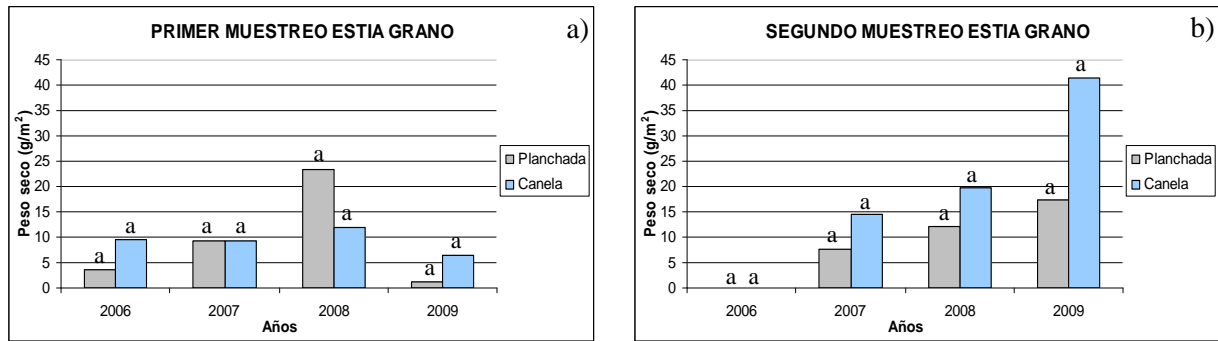 PRIMER MUESTREO ESTIA GRANO
a)
Peso seco (g/m²)
45
40
35
30
25
20
15
10
5
0
a
a
a
a
a
a
a
a
2006
2007
2008
2009
Años
Planchada
Canela
SEGUNDO MUESTREO ESTIA GRANO
b)
Peso seco (g/m²)
45
40
35
30
25
20
15
10
5
0
a
a
a
a
a
a
a
a
2006
2007
2008
2009
Años
Planchada
Canela